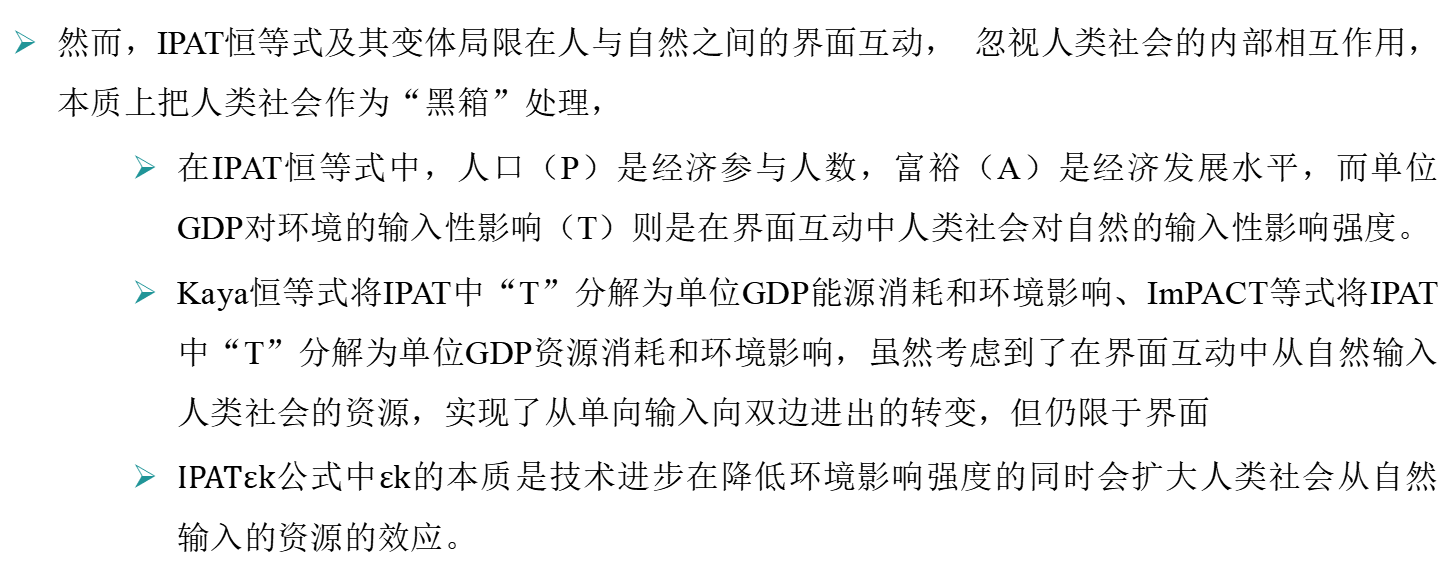 ➢ 然而，IPAT恒等式及其变体局限在人与自然之间的界面互动， 忽视人类社会的内部相互作用，
本质上把人类社会作为“黑箱”处理，
➢ 在IPAT恒等式中，人口（P）是经济参与人数，富裕（A）是经济发展水平，而单位
GDP对环境的输入性影响（T）则是在界面互动中人类社会对自然的输入性影响强度。
➢ Kaya恒等式将IPAT中“T”分解为单位GDP能源消耗和环境影响、ImPACT等式将IPAT
中“T”分解为单位GDP资源消耗和环境影响，虽然考虑到了在界面互动中从自然输入
人类社会的资源，实现了从单向输入向双边进出的转变，但仍限于界面
➢ IPATεk公式中εk的本质是技术进步在降低环境影响强度的同时会扩大人类社会从自然
输入的资源的效应。